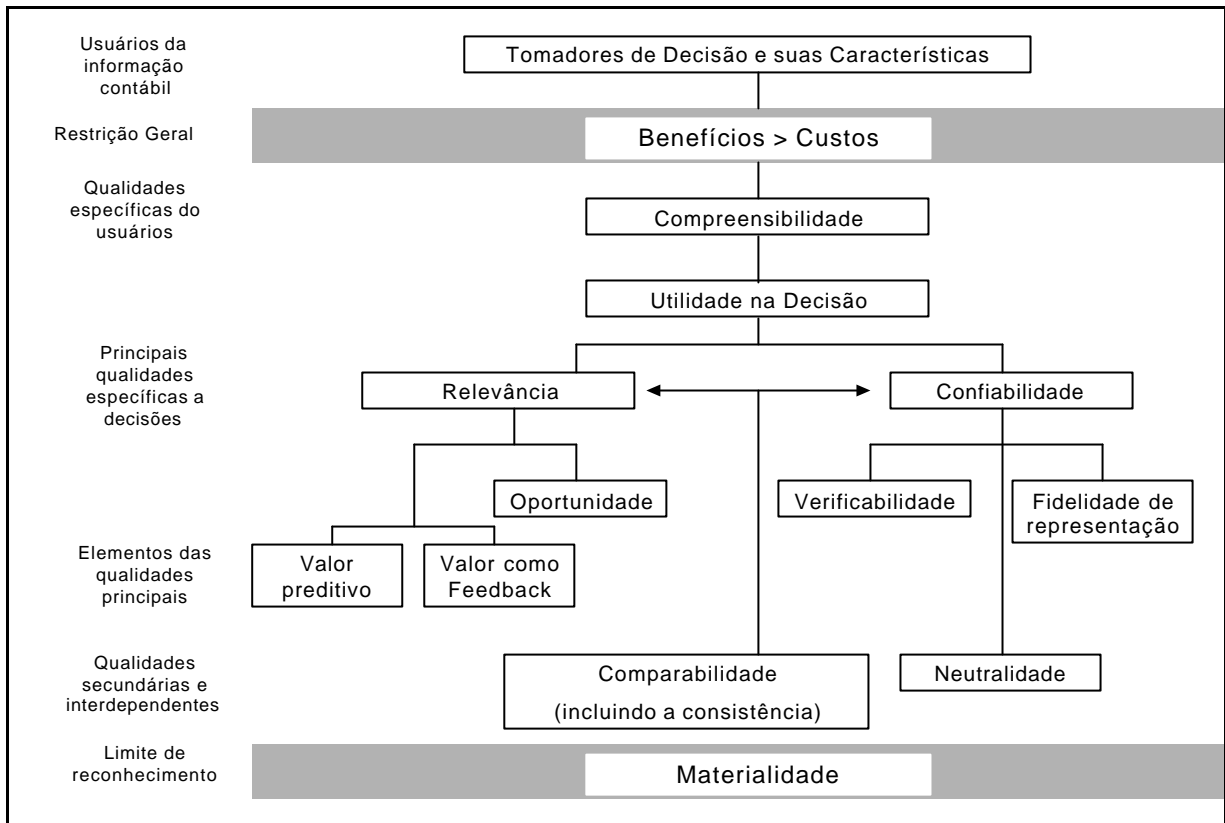 Usuários da
informação
contábil
Tomadores de Decisão e suas Características
Restrição Geral
Benefícios > Custos
Qualidades
específicas do
usuários
Compreensibilidade
Utilidade na Decisão
Principais
qualidades
específicas a
decisões
Relevância
Confiabilidade
Oportunidade
Verificabilidade
Fidelidade de
representação
Elementos das
qualidades
principais
Valor
preditivo
Valor como
Feedback
Qualidades
secundárias e
interdependentes
Comparabilidade
(incluindo a consistência)
Neutralidade
Limite de
reconhecimento
Materialidade